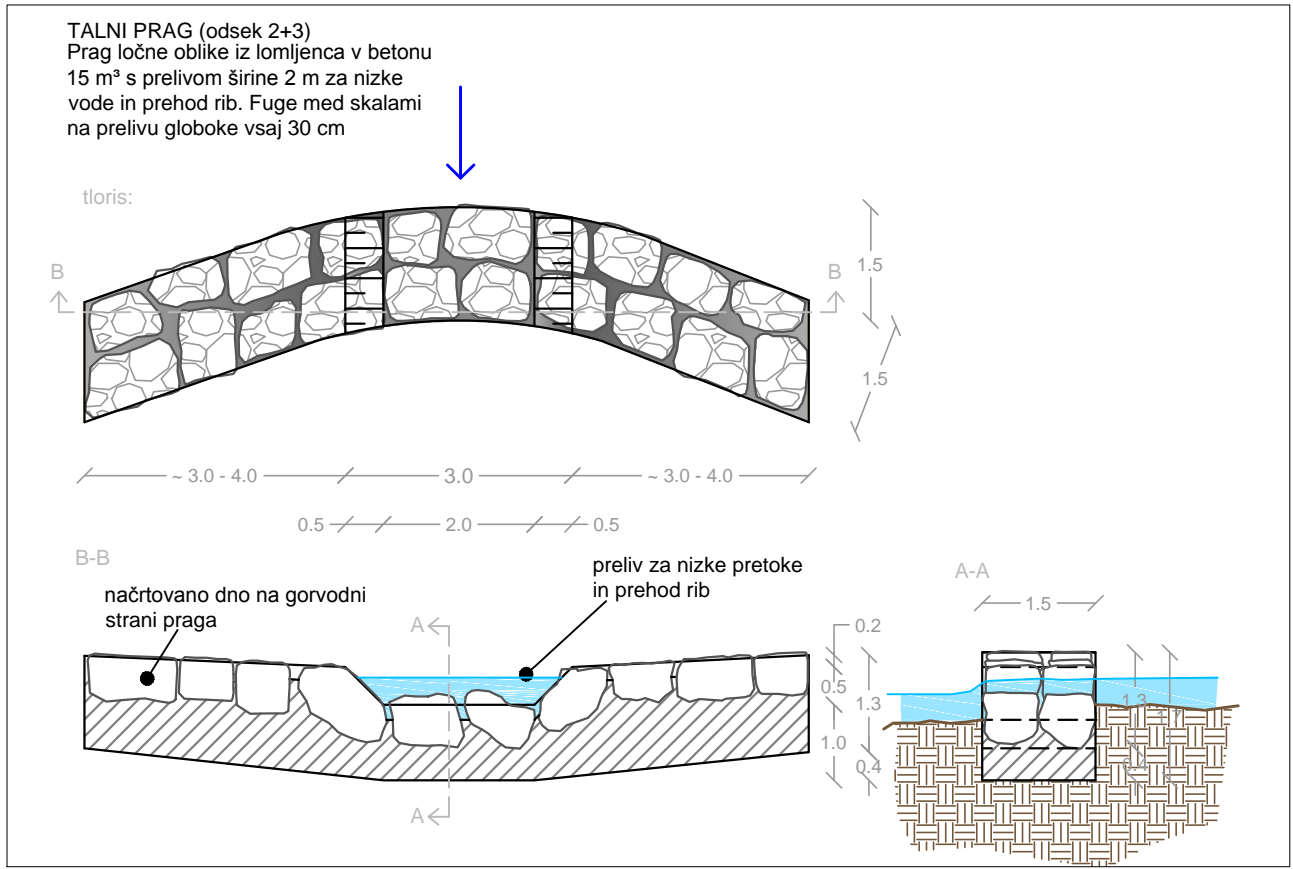 TALNI PRAG (odsek 2+3)
Prag ločne oblike iz lomljenca v betonu
15 m³ s prelivom širine 2 m za nizke
vode in prehod rib. Fuge med skalami
na prelivu globoke vsaj 30 cm
tloris:
B
B
1.5
1.5
~ 3.0 - 4.0
3.0
~ 3.0 - 4.0
0.5
2.0
0.5
B-B
načrtovano dno na gorvodni
strani praga
preliv za nizke pretoke
in prehod rib
A
A
0.2
0.5
1.3
1.0
0.4
A-A
1.5
1.3
0.4